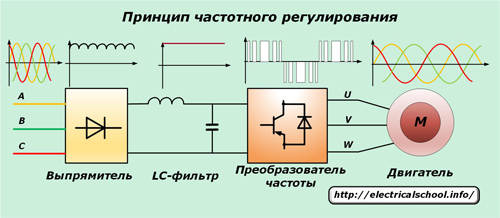 Принцип частотного регулирования
A
B
C
U
V
W
M
Выпрямитель
LC-фильтр
Преобразователь
частоты
Двигатель
http://electricalschool.info/